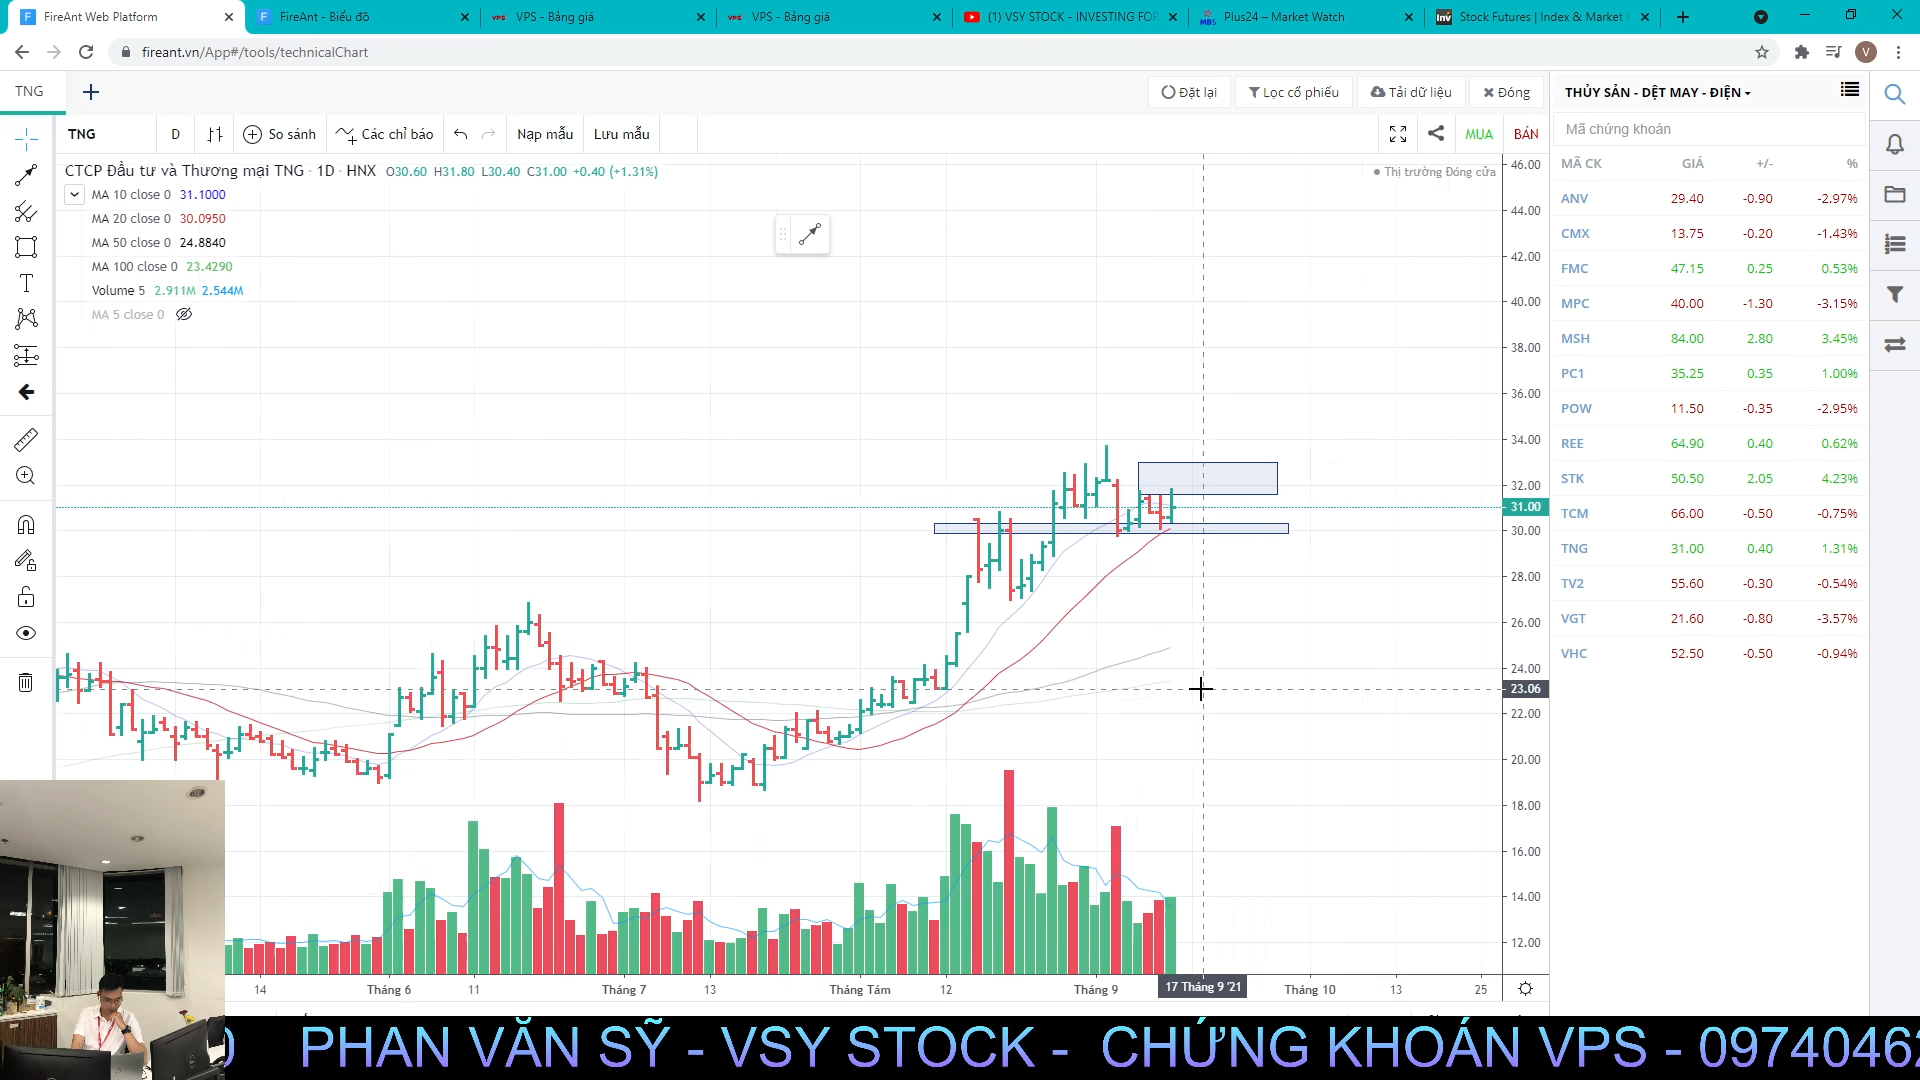 FireAnt Web Platform
FireAnt - Biểu đồ
VPS - Bảng giá
VPS - Bảng giá
(1) VSY STOCK - INVESTING FOR
MBS Plus24 – Market Watch
Inv Stock Futures | Index & Market F
fireant.vn/App#/tools/technicalChart
V
TNG
Đặt lại
Lọc cổ phiếu
Tải dữ liệu
Đóng
THỦY SẢN - DỆT MAY - ĐIỆN
TNG D
So sánh
Các chỉ báo
Nạp mẫu
Lưu mẫu
MUA
BÁN
Mã chứng khoán
CTCP Đầu tư và Thương mại TNG · 1D · HNX O30.60 H31.80 L30.40 C31.00 +0.40 (+1.31%)
Thị trường Đóng cửa
MA 10 close 0 31.1000
MA 20 close 0 30.0950
MA 50 close 0 24.8840
MA 100 close 0 23.4290
Volume 5 2.911M 2.544M
MA 5 close 0
46.00
44.00
42.00
40.00
38.00
36.00
34.00
32.00
31.00
30.00
28.00
26.00
24.00
23.06
22.00
20.00
18.00
16.00
14.00
12.00
MÃ CK GIÁ +/- %
ANV 29.40 -0.90 -2.97%
CMX 13.75 -0.20 -1.43%
FMC 47.15 0.25 0.53%
MPC 40.00 -1.30 -3.15%
MSH 84.00 2.80 3.45%
PC1 35.25 0.35 1.00%
POW 11.50 -0.35 -2.95%
REE 64.90 0.40 0.62%
STK 50.50 2.05 4.23%
TCM 66.00 -0.50 -0.75%
TNG 31.00 0.40 1.31%
TV2 55.60 -0.30 -0.54%
VGT 21.60 -0.80 -3.57%
VHC 52.50 -0.50 -0.94%
14 Tháng 6 11 Tháng 7 13 Tháng Tám 12 Tháng 9 17 Tháng 9 '21 Tháng 10 13 25
PHAN VĂN SỸ - VSY STOCK - CHỨNG KHOÁN VPS - 09740462